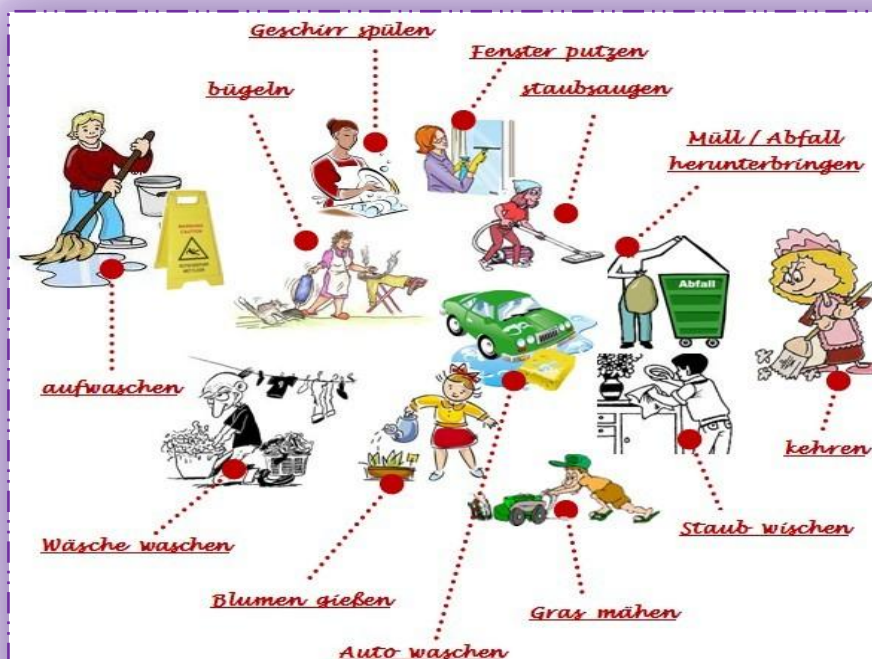 Geschirr spülen
Fenster putzen
bügeln
staubsaugen
Müll / Abfall
herunterbringen
Abfall
aufwaschen
kehren
Wäsche waschen
Staub wischen
Blumen gießen
Gras mähen
Auto waschen